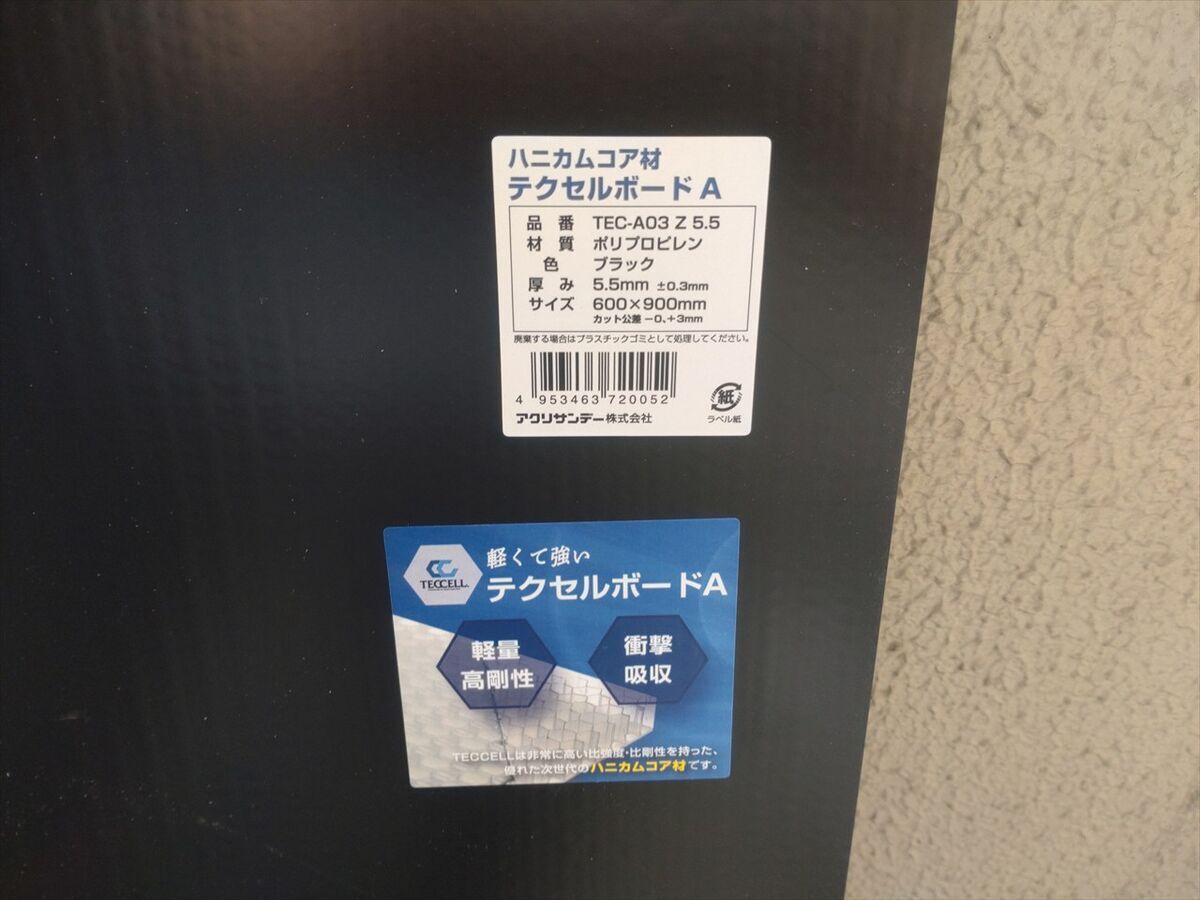 ハニカムコア材
テクセルボード A
品 番 TEC-A03 Z 5.5
材 質 ポリプロピレン
色 ブラック
厚 み 5.5mm ±0.3mm
サイズ 600×900mm
カット公差 −0、+3mm
廃棄する場合はプラスチックゴミとして処理してください。
4 953463 720052
紙
ラベル紙
アクリサンデー株式会社
軽くて強い
TECCELL
テクセルボードA
軽量
高剛性
衝撃
吸収
TECCELLは非常に高い比強度・比剛性を持った、
優れた次世代のハニカムコア材です。